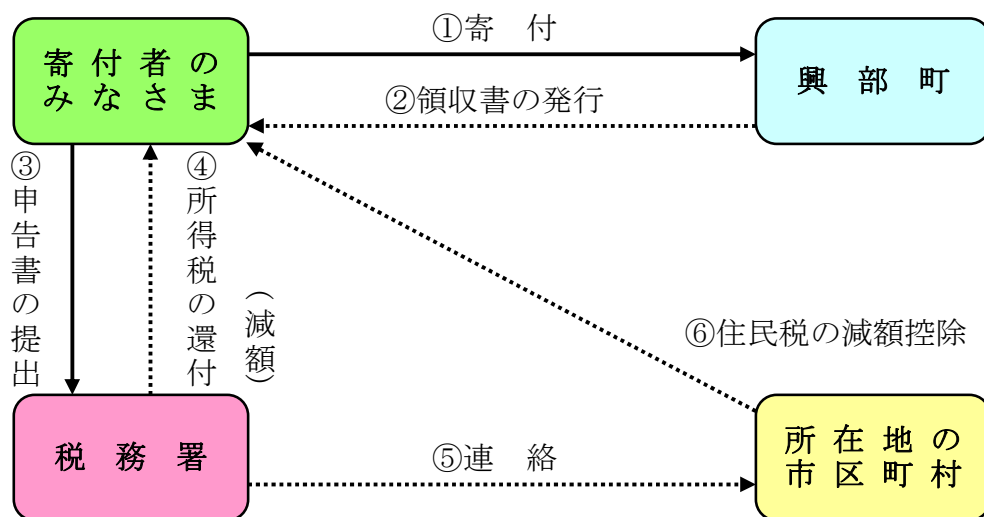 ①寄　付
寄付者の
みなさま
興部町
②領収書の発行
③申告書の提出
④所得税の還付
（減額）
⑥住民税の減額控除
税務署
⑤連　絡
所在地の
市区町村